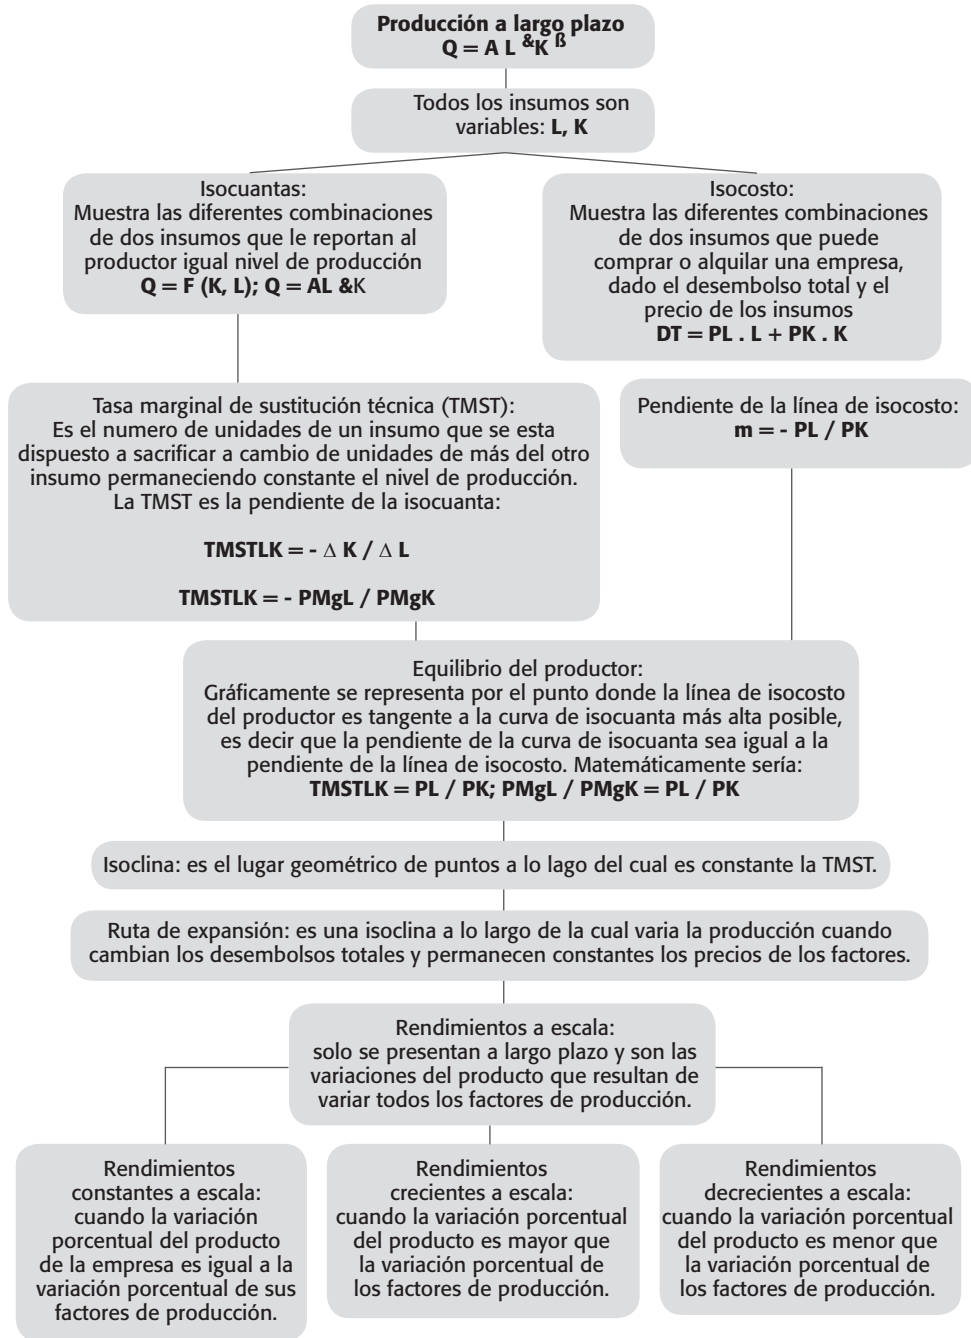 Producción a largo plazo
Q = A L & K ß
Todos los insumos son
variables: L, K
Isocuantas:
Muestra las diferentes combinaciones
de dos insumos que le reportan al
productor igual nivel de producción
Q = F (K, L); Q = AL &K
Isocosto:
Muestra las diferentes combinaciones
de dos insumos que puede
comprar o alquilar una empresa,
dado el desembolso total y el
precio de los insumos
DT = PL . L + PK . K
Tasa marginal de sustitución técnica (TMST):
Es el numero de unidades de un insumo que se esta
dispuesto a sacrificar a cambio de unidades de más del otro
insumo permaneciendo constante el nivel de producción.
La TMST es la pendiente de la isocuanta:
TMSTLK = - Δ K / Δ L
TMSTLK = - PMgL / PMgK
Pendiente de la línea de isocosto:
m = - PL / PK
Equilibrio del productor:
Gráficamente se representa por el punto donde la línea de isocosto
del productor es tangente a la curva de isocuanta más alta posible,
es decir que la pendiente de la curva de isocuanta sea igual a la
pendiente de la línea de isocosto. Matemáticamente sería:
TMSTLK = PL / PK; PMgL / PMgK = PL / PK
Isoclina: es el lugar geométrico de puntos a lo lago del cual es constante la TMST.
Ruta de expansión: es una isoclina a lo largo de la cual varia la producción cuando
cambian los desembolsos totales y permanecen constantes los precios de los factores.
Rendimientos a escala:
solo se presentan a largo plazo y son las
variaciones del producto que resultan de
variar todos los factores de producción.
Rendimientos
constantes a escala:
cuando la variación
porcentual del producto
de la empresa es igual a la
variación porcentual de sus
factores de producción.
Rendimientos
crecientes a escala:
cuando la variación porcentual
del producto es mayor que
la variación porcentual de
los factores de producción.
Rendimientos
decrecientes a escala:
cuando la variación porcentual
del producto es menor que
la variación porcentual de
los factores de producción.